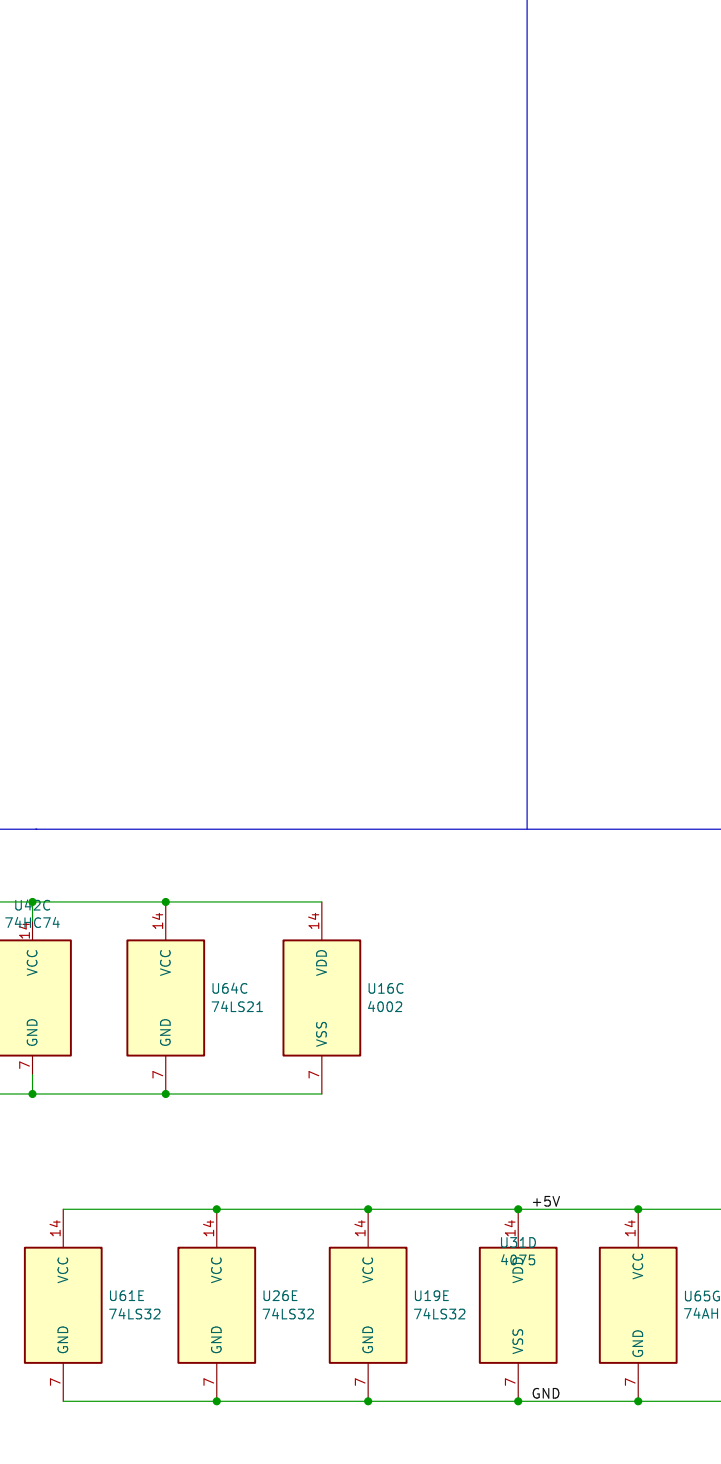 U42C
74HC74
14
14
14
VCC
VCC
VDD
U64C
74LS21
U16C
4002
GND
GND
VSS
7
7
7
+5V
14
14
14
14
14
U31D
4075
VCC
VCC
VCC
VDD
VCC
U61E
74LS32
U26E
74LS32
U19E
74LS32
U65G
74AH
GND
GND
GND
VSS
GND
7
7
7
7
7
GND